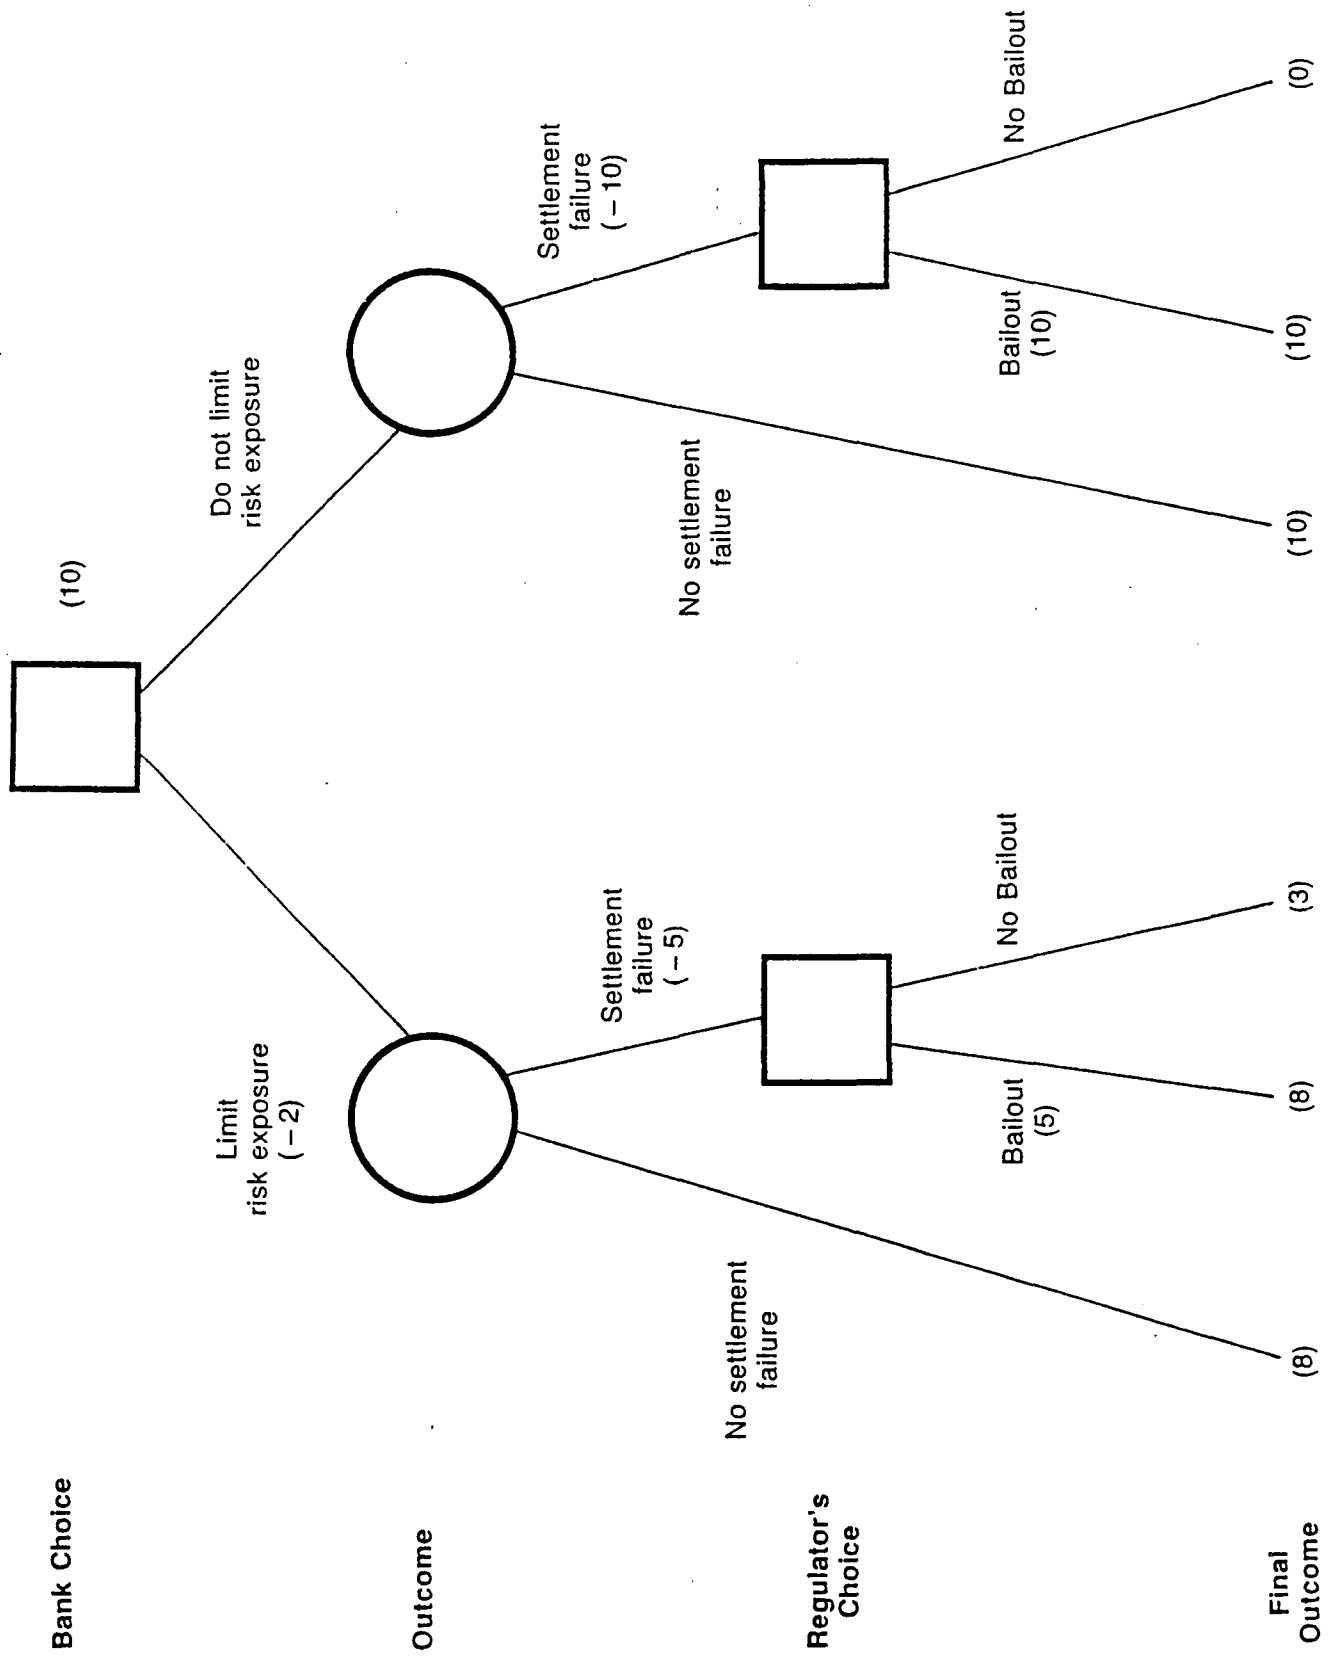 Bank Choice
(10)
Limit
risk exposure
(– 2)
Do not limit
risk exposure
Outcome
No settlement
failure
Settlement
failure
(– 5)
No settlement
failure
Settlement
failure
(– 10)
Regulator's
Choice
Bailout
(5)
No Bailout
Bailout
(10)
No Bailout
Final
Outcome
(8)
(8)
(3)
(10)
(10)
(0)